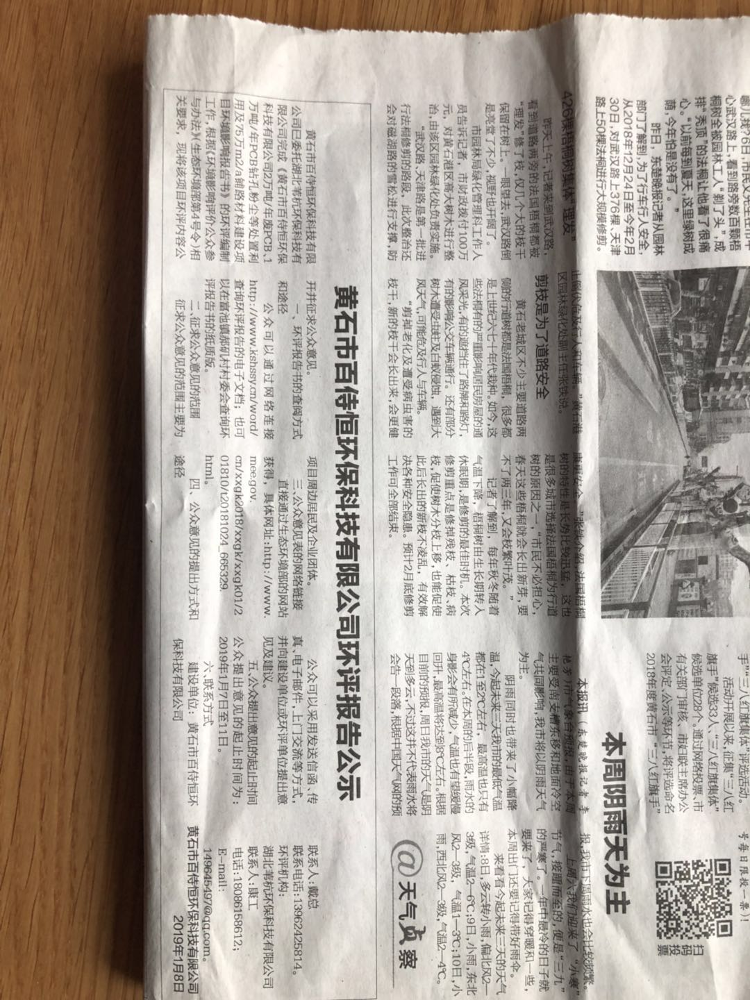 哪儿球?6日,市民艾先生在市中
心武汉路上,看到路旁数百颗梧
桐树全被园林工人“剃了头”,成
排“秃顶”的法桐让他看了很痛
心。“以前每到夏天,这里绿树成
荫,今年怕是没有了。”
昨日,东楚晚报记者从园林
部门了解到,为了行车行人安全,
从2018年12月24日至今年2月
30日,对武汉路上376棵、天津
路上50棵法桐进行大规模修剪。
426棵梧桐树集体“理发”
昨天上午,记者来到武汉路,
看到道路两旁的法国梧桐都被
“理发”修了枝,仅几个大的枝干
保留在树上。一眼望去,武汉路倒
是亮堂了不少,视野也开阔了。
市园林局绿化管理科工作人
员告诉记者,市财政拨付100万
元,对黄石港区高大树木进行整
治,由该区园林绿化处负责实施。
“武汉路、天津路是第一批进
行法桐修剪的路段,此次整治还
会对磁湖路的雪松进行支撑,防
止倒伏危及行人和车辆。”黄石港
区园林绿化处副主任张铁说。
剪枝是为了道路安全
黄石老城区不少主要道路两
侧的行道树都是法国梧桐,很多都
是上世纪六七十年代栽种。如今,这
些法桐有的严重影响居民房屋的通
风采光,有的遮挡住了路牌和路灯,
有的影响公交车辆通行。还有部分
树木遭受虫蛀及白蚁侵蚀,遇到大
风天气,可能危及行人与车辆。
“剪掉老化及遭受病虫害的
枝干,新的枝干会长出来,会更健
康更安全。”张铁介绍,法国梧桐
树的特性是长势比较迅猛,这也
是很多城市选择法国梧桐为行道
树的原因之一,“市民不必担心,
春天这些梧桐就会长出新芽,要
不了两三年,又会枝繁叶茂。”
记者了解到,每年秋冬随着
气温下降,梧桐树由生长期转入
休眠期,是修剪的最佳时机。本次
修剪重点是修掉残枝、枯枝、病
枝,促使树木分枝上移,也能促使
此后长出的新枝不凌乱,有效解
决各种安全隐患。预计2月底修剪
工作可全部结束。
手”“三八红旗集体”评选活动。
活动开展以来,征集“三八红
旗手”候选33人、“三八红旗集体”
候选单位28个。通过网络投票、市
有关部门审核、市妇联主席办公
会评定、公示等环节,将评选命名
2018年度黄石市“三八红旗手”
号每日限投一票)!
扫码投票
本周阴雨天为主
本报讯(东楚晚报记者 李
市气象台预报,由于本周
主要受南支槽东移和地面冷空
气共同影响,我市将以阴雨天气
为主。
阴雨同时也带来了小幅降
温,今起未来三天我市的最低气温
都在1至2℃左右,最高温也只有
4℃左右。在本周的后半段,雨水的
身影会有所减少,气温也有望缓慢
回升,最高温将达到8℃左右。根据
目前的预报,周日我市的天气是阴
天到多云,不过这并不代表雨水将
会告一段落,根据中国天气网的预
报,我市下周雨水也会比较频繁。
上周六我们迎来了“小寒”
节气,接踵而至的,便是“三九”
的严寒了。一年中最冷的日子就
要来了,大家记得穿暖和一些,
本周出门还要记得带好雨伞。
来看看今起未来三天的天气
详情:8日,多云转小雨,偏北风2—
3级,气温2—6℃;9日,小雨,东北
风2—3级,气温1—3℃;10日,小
雨,西北风2—3级,气温2—4℃。
@天气贞察
黄石市百侍恒环保科技有限公司环评报告公示
黄石市百侍恒环保科技有限
公司已委托湖北苇杭环保科技有
限公司完成《黄石市百侍恒环保
科技有限公司2万吨/年废PCB、1
万吨/年PCB钻孔粉尘等处置利
用及75万m2/a铺路材料建设项
目环境影响报告书》的环评编制
工作,根据《环境影响评价公众参
与办法》(生态环境部第4号令)相
关要求,现将该项目环评内容公
开并征求公众意见。
一、环评报告书的查阅方式
和途径
公众可以通过网络连接
http://www.kshssy.cn/word/
查询环评报告的电子文档;也可
以在富池镇郝矿村村委会查询环
评报告书的纸质版。
二、征求公众意见的范围
征求公众意见的范围主要为
项目周边居民及企业团体。
三、公众意见表的网络链接
直接通过生态环境部的网站
获得,具体网址:http://www.
mee.gov.
cn/xxgk2018/xxgk/xxgk01/2
01810/t20181024_665329.
html。
四、公众意见的提出方式和
途径
公众可以采用发送信函、传
真、电子邮件,上门交流等方式,
并向建设单位或环评单位提出意
见及建议。
五、公众提出意见的起止时间
公众提出意见的起止时间为:
2019年1月7日至11日。
六、联系方式
建设单位:黄石市百侍恒环
保科技有限公司
联系人:戴总
联系电话:13962425814。
环评机构:
湖北苇杭环保科技有限公司
联系人:康工
电话:18086158612;
E-mail:
149645497@qq.com。
黄石市百侍恒环保科技有限公司
2019年1月8日